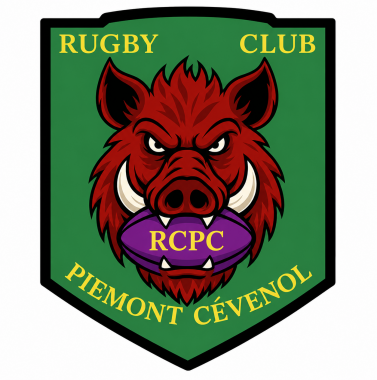 RUGBY CLUB
RCPC
PIEMONT CÉVENOL